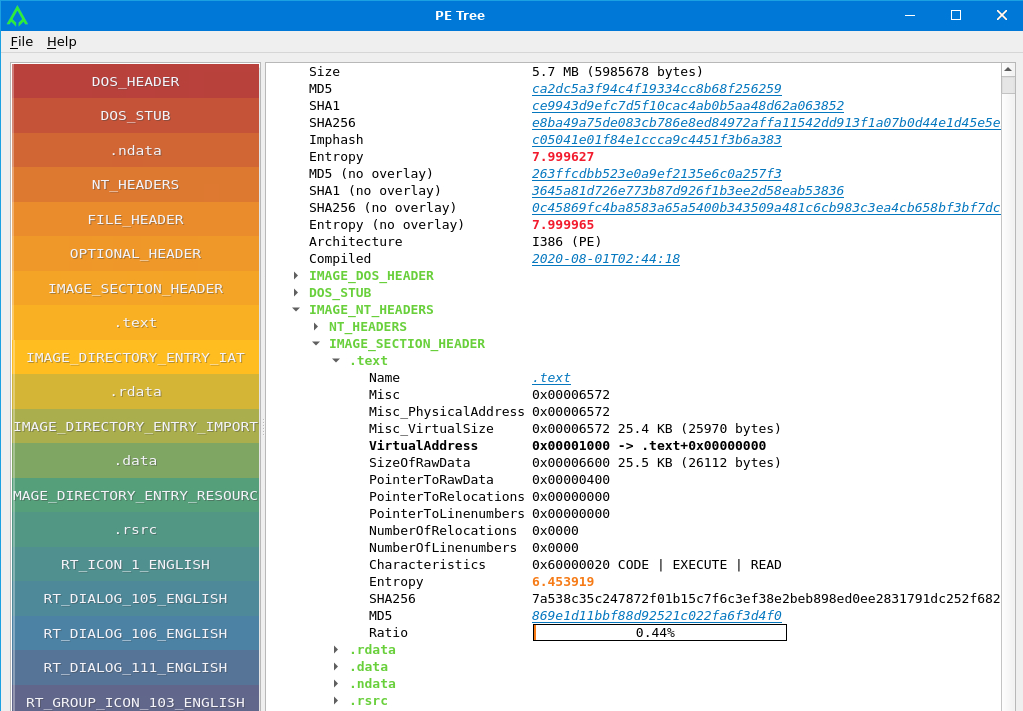 PE Tree
File Help
DOS_HEADER
DOS_STUB
.ndata
NT_HEADERS
FILE_HEADER
OPTIONAL_HEADER
IMAGE_SECTION_HEADER
.text
IMAGE_DIRECTORY_ENTRY_IAT
.rdata
IMAGE_DIRECTORY_ENTRY_IMPORT
.data
MAGE_DIRECTORY_ENTRY_RESOURC
.rsrc
RT_ICON_1_ENGLISH
RT_DIALOG_105_ENGLISH
RT_DIALOG_106_ENGLISH
RT_DIALOG_111_ENGLISH
RT_GROUP_ICON_103_ENGLISH
Size 5.7 MB (5985678 bytes)
MD5 ca2dc5a3f94c4f19334cc8b68f256259
SHA1 ce9943d9efc7d5f10cac4ab0b5aa48d62a063852
SHA256 e8ba49a75de083cb786e8ed84972affa11542dd913f1a07b0d44e1d45e5e
Imphash c05041e01f84e1ccca9c4451f3b6a383
Entropy 7.999627
MD5 (no overlay) 263ffcdbb523e0a9ef2135e6c0a257f3
SHA1 (no overlay) 3645a81d726e773b87d926f1b3ee2d58eab53836
SHA256 (no overlay) 0c45869fc4ba8583a65a5400b343509a481c6cb983c3ea4cb658bf3bf7dc
Entropy (no overlay) 7.999965
Architecture I386 (PE)
Compiled 2020-08-01T02:44:18
IMAGE_DOS_HEADER
DOS_STUB
IMAGE_NT_HEADERS
NT_HEADERS
IMAGE_SECTION_HEADER
.text
Name .text
Misc 0x00006572
Misc_PhysicalAddress 0x00006572
Misc_VirtualSize 0x00006572 25.4 KB (25970 bytes)
VirtualAddress 0x00001000 -> .text+0x00000000
SizeOfRawData 0x00006600 25.5 KB (26112 bytes)
PointerToRawData 0x00000400
PointerToRelocations 0x00000000
PointerToLinenumbers 0x00000000
NumberOfRelocations 0x0000
NumberOfLinenumbers 0x0000
Characteristics 0x60000020 CODE | EXECUTE | READ
Entropy 6.453919
SHA256 7a538c35c247872f01b15c7f6c3ef38e2beb898ed0ee2831791dc252f682
MD5 869e1d11bbf88d92521c022fa6f3d4f0
Ratio 0.44%
.rdata
.data
.ndata
.rsrc